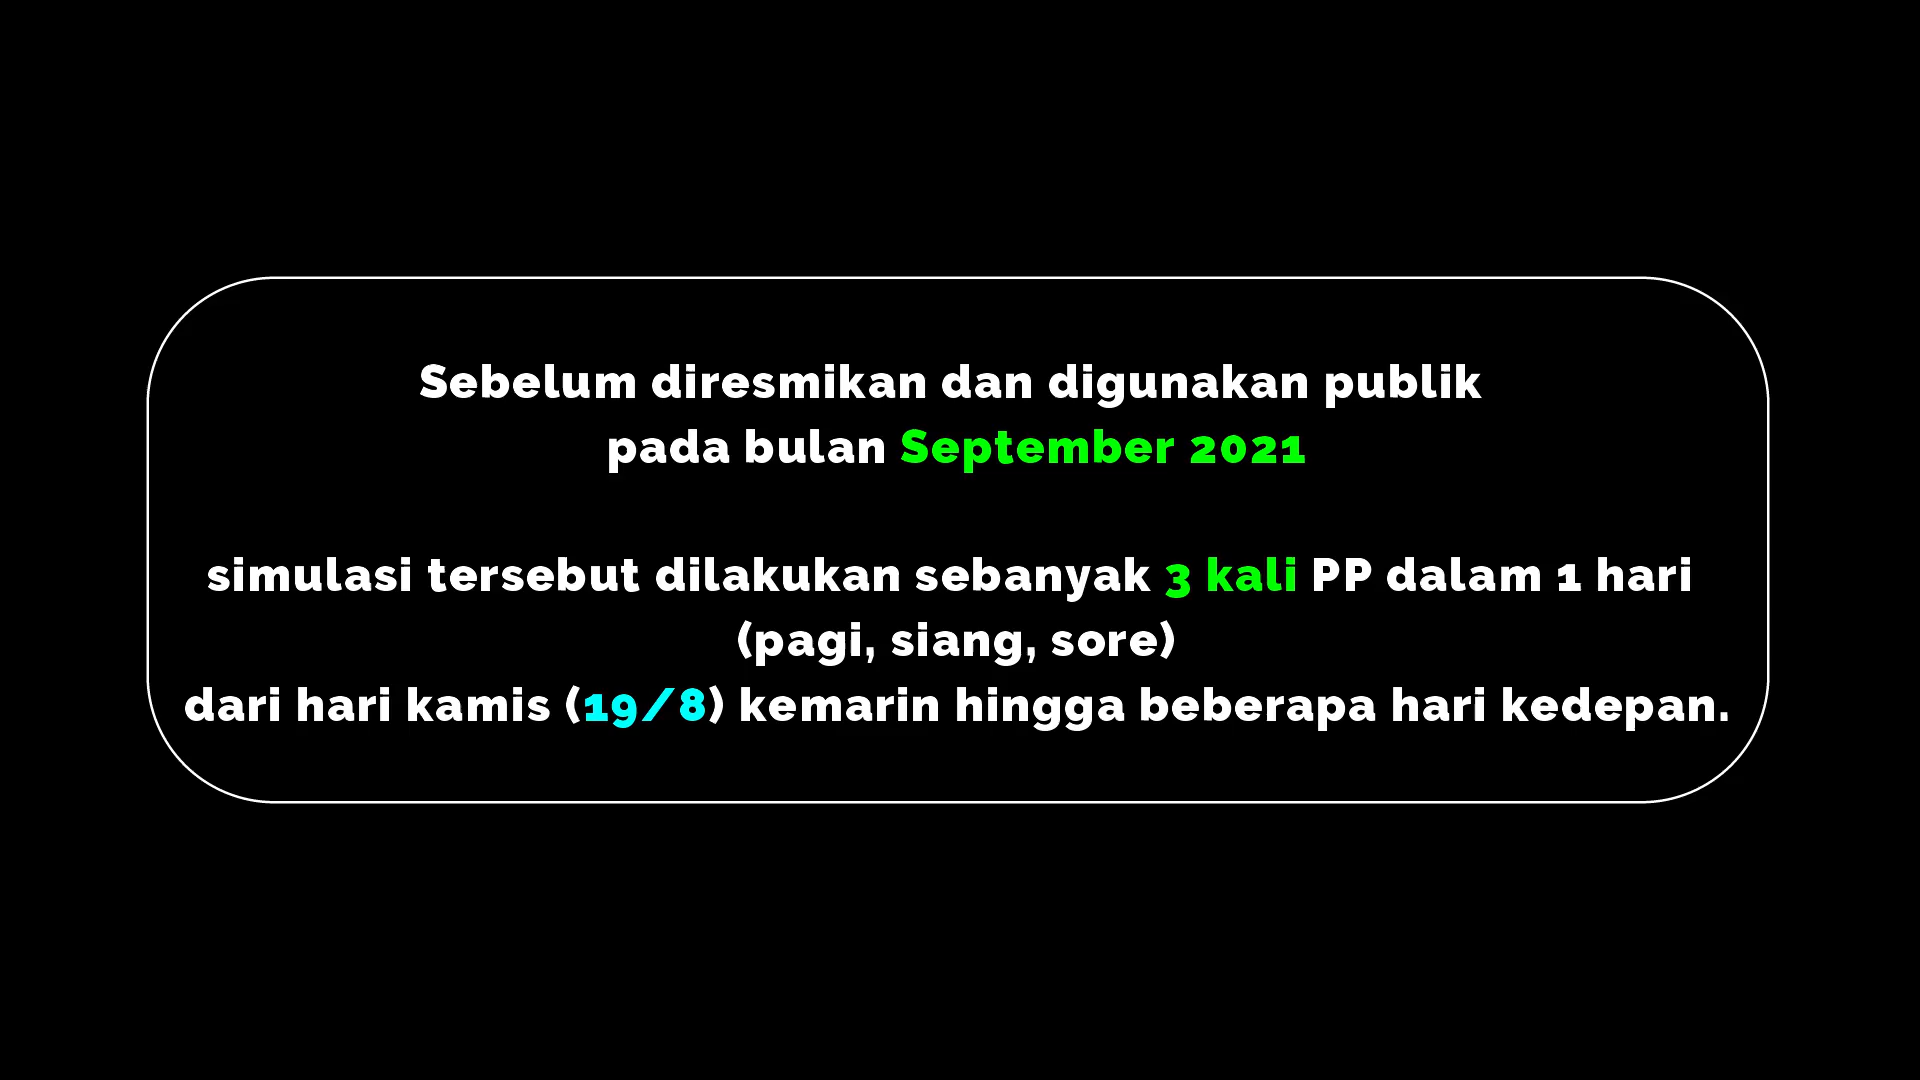 Sebelum diresmikan dan digunakan publik
pada bulan September 2021
simulasi tersebut dilakukan sebanyak 3 kali PP dalam 1 hari
(pagi, siang, sore)
dari hari kamis (19/8) kemarin hingga beberapa hari kedepan.